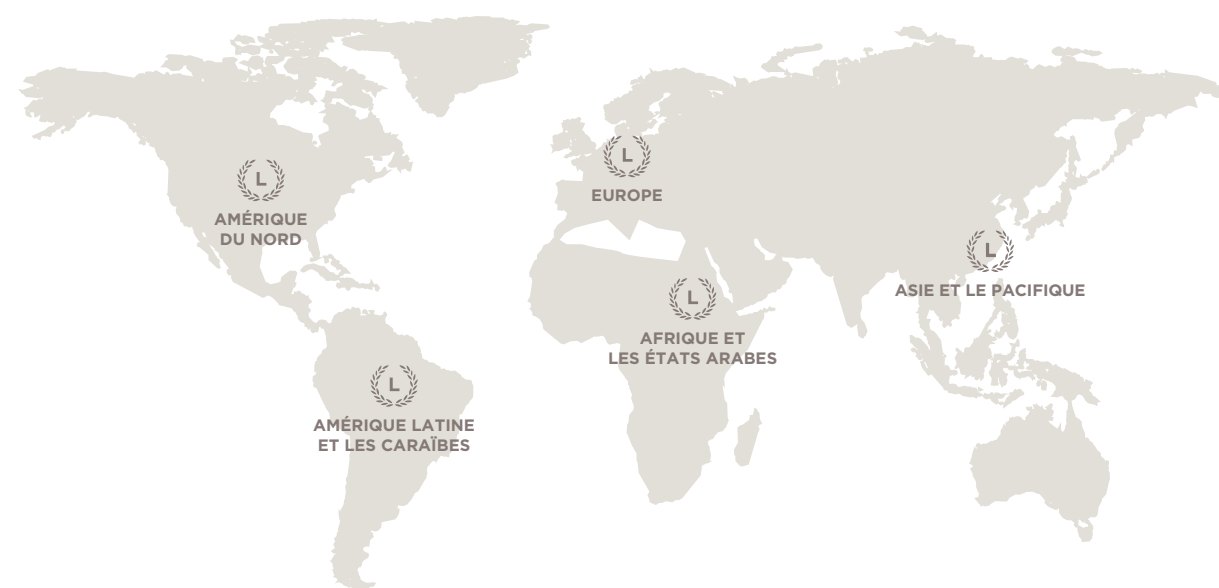 L
EUROPE
L
AMÉRIQUE
DU NORD
L
ASIE ET LE PACIFIQUE
L
AFRIQUE ET
LES ÉTATS ARABES
L
AMÉRIQUE LATINE
ET LES CARAÏBES